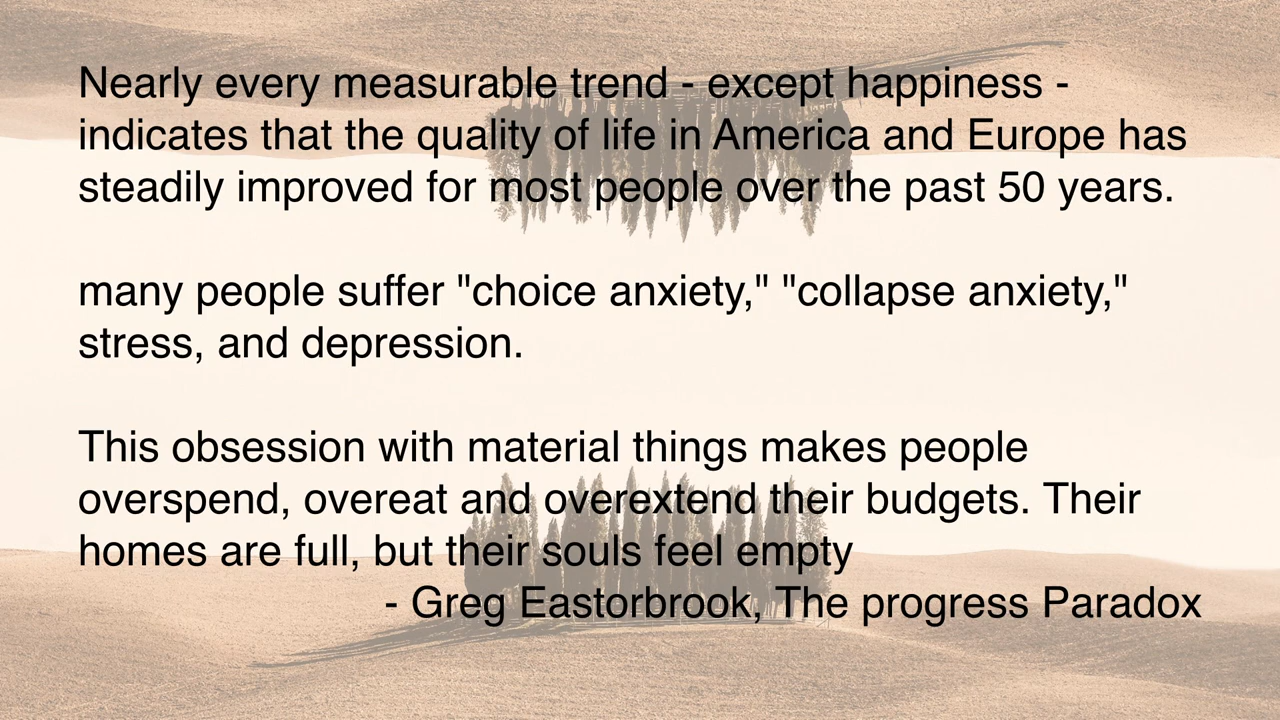 Nearly every measurable trend - except happiness -
indicates that the quality of life in America and Europe has
steadily improved for most people over the past 50 years.
many people suffer "choice anxiety," "collapse anxiety,"
stress, and depression.
This obsession with material things makes people
overspend, overeat and overextend their budgets. Their
homes are full, but their souls feel empty
- Greg Eastorbrook, The progress Paradox